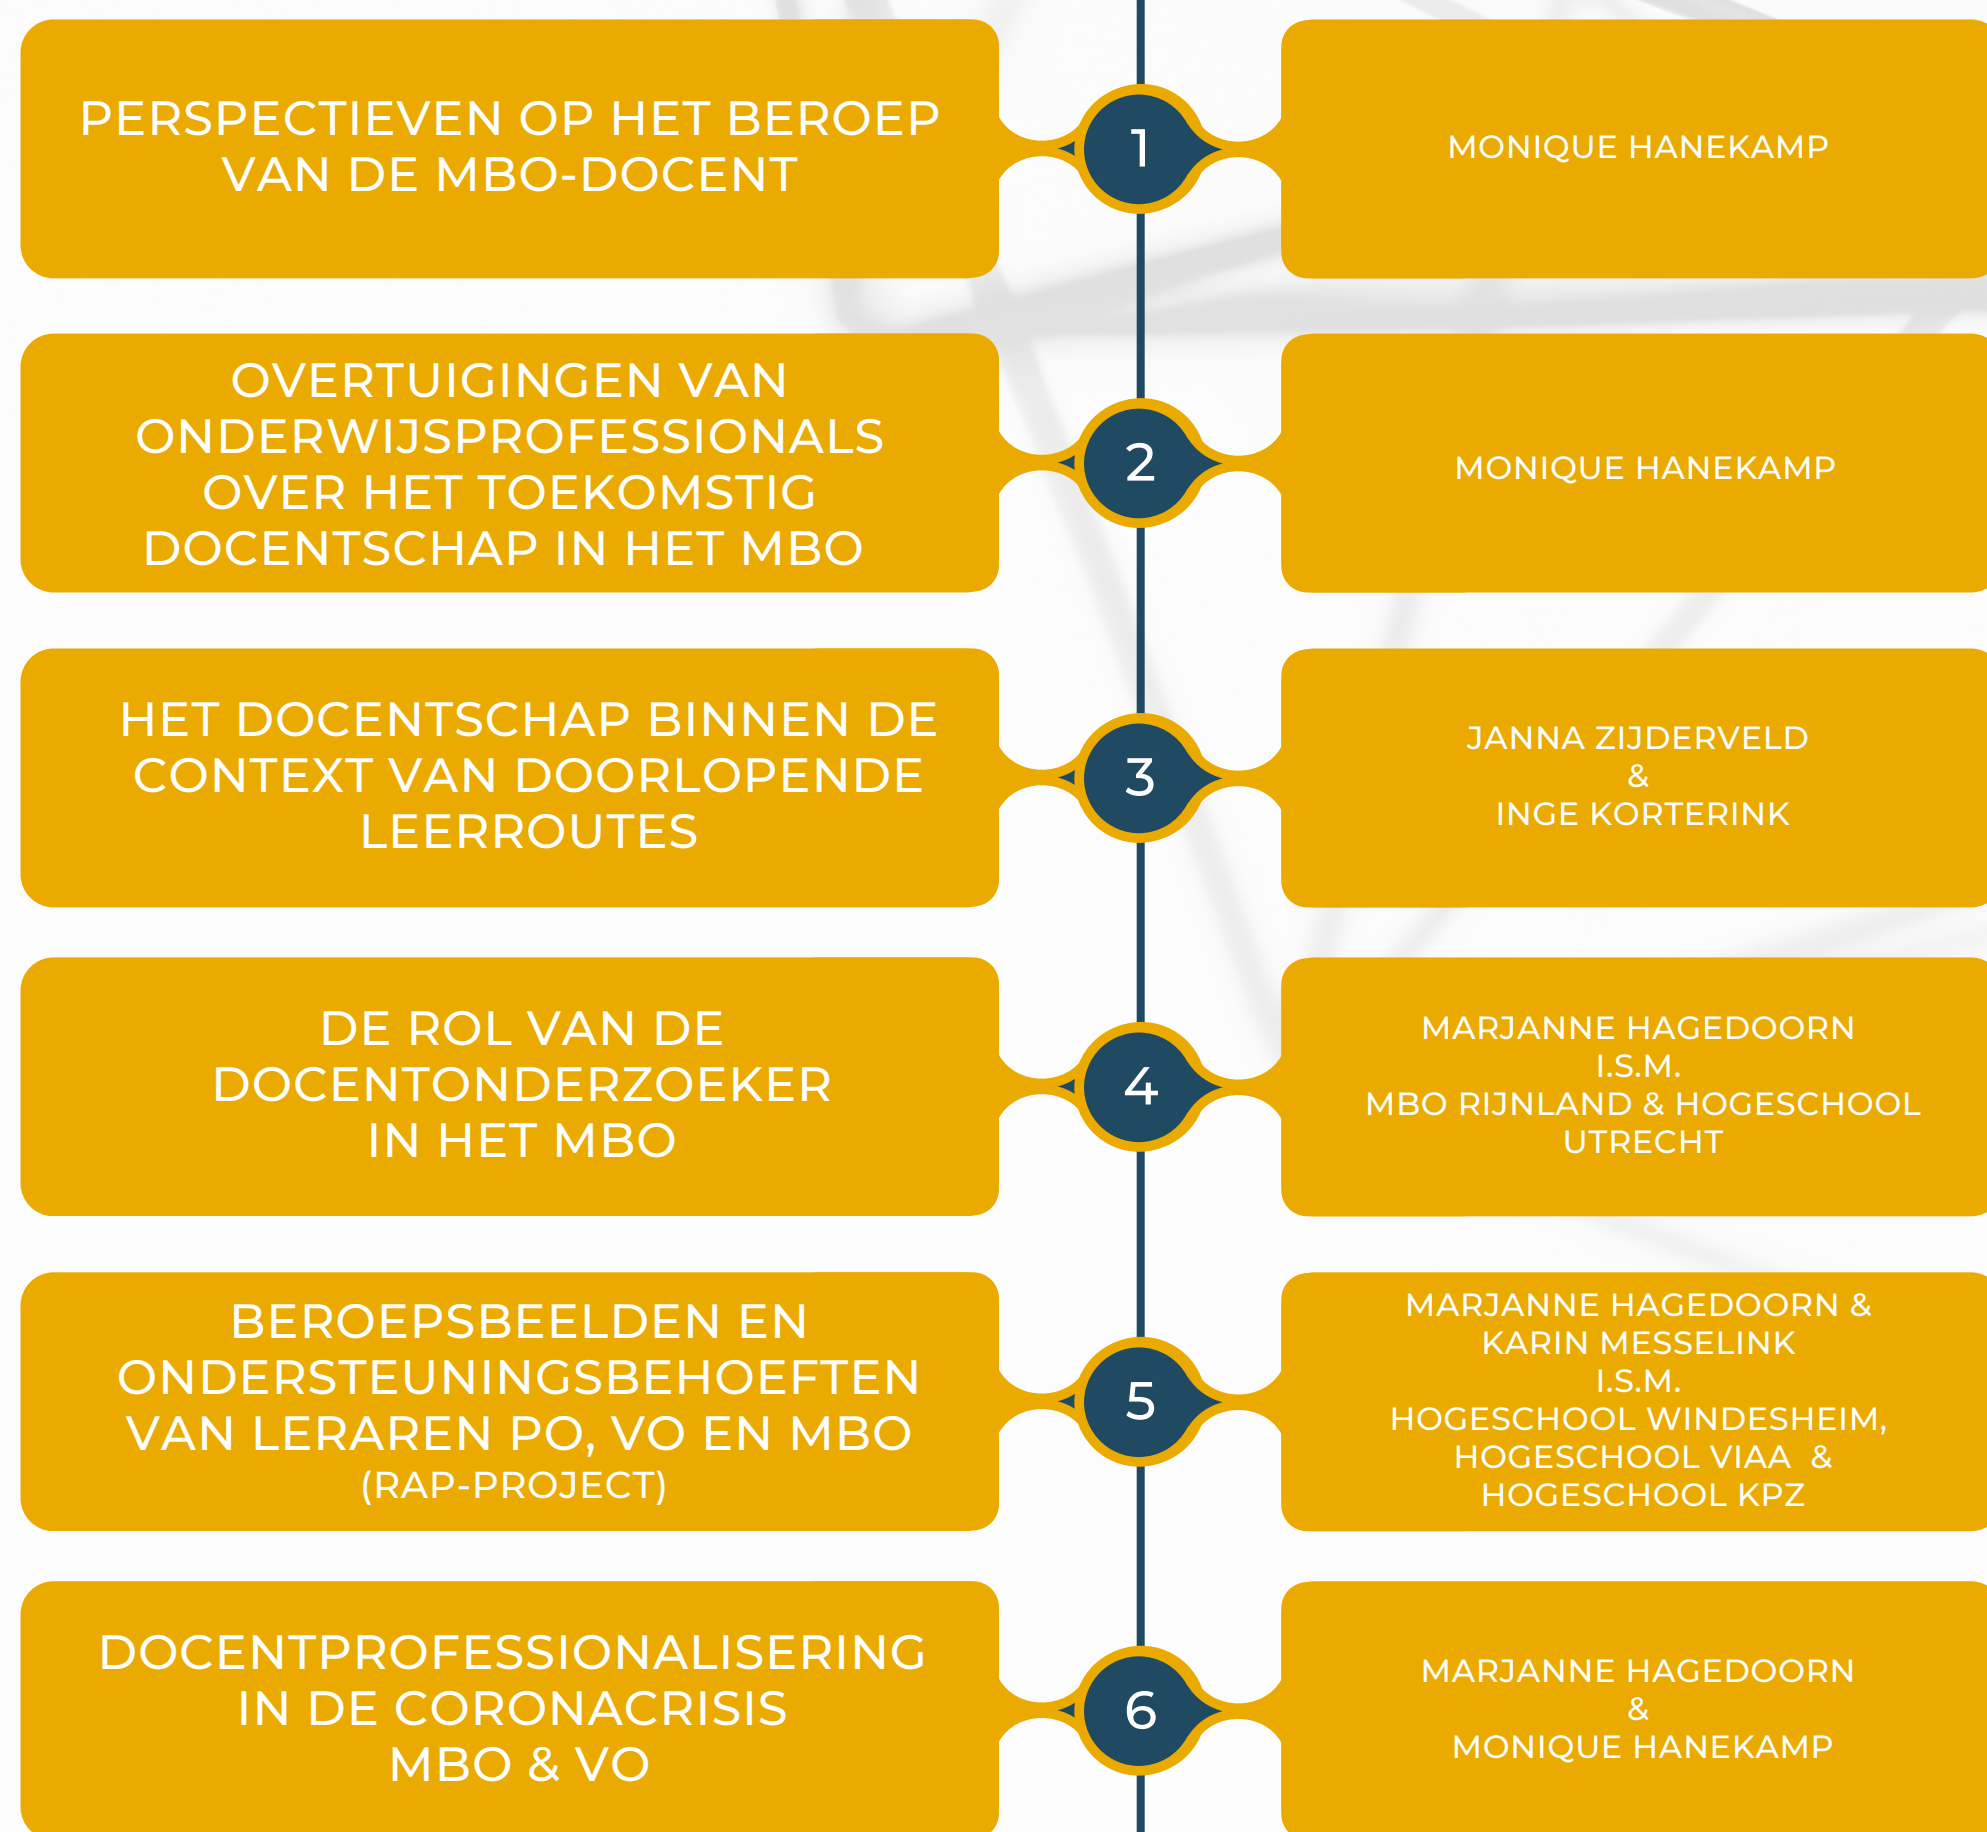 PERSPECTIEVEN OP HET BEROEP
VAN DE MBO-DOCENT
1
MONIQUE HANEKAMP
OVERTUIGINGEN VAN
ONDERWIJSPROFESSIONALS
OVER HET TOEKOMSTIG
DOCENTSCHAP IN HET MBO
2
MONIQUE HANEKAMP
HET DOCENTSCHAP BINNEN DE
CONTEXT VAN DOORLOPENDE
LEERROUTES
3
JANNA ZIJDERVELD
&
INGE KORTERINK
DE ROL VAN DE
DOCENTONDERZOEKER
IN HET MBO
4
MARJANNE HAGEDOORN
I.S.M.
MBO RIJNLAND & HOGESCHOOL
UTRECHT
BEROEPSBEELDEN EN
ONDERSTEUNINGSBEHOEFTEN
VAN LERAREN PO, VO EN MBO
(RAP-PROJECT)
5
MARJANNE HAGEDOORN &
KARIN MESSELINK
I.S.M.
HOGESCHOOL WINDESHEIM,
HOGESCHOOL VIAA &
HOGESCHOOL KPZ
DOCENTPROFESSIONALISERING
IN DE CORONACRISIS
MBO & VO
6
MARJANNE HAGEDOORN
&
MONIQUE HANEKAMP